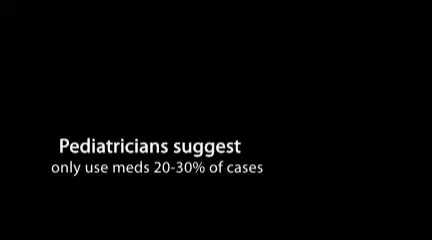 Pediatricians suggest
only use meds 20-30% of cases